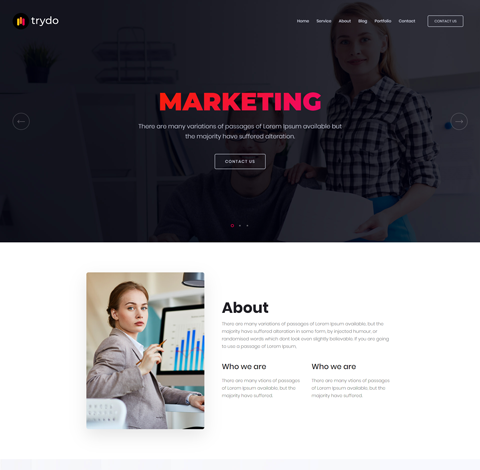 trydo
Home Service About Blog Portfolio Contact CONTACT US
MARKETING
There are many variations of passages of Lorem Ipsum available but
the majority have suffered alteration.
CONTACT US
About
There are many variations of passages of Lorem Ipsum available, but the
majority have suffered alteration in some form, by injected humour, or
randomised words which dont look even slightly believable. If you are going
to use a passage of Lorem Ipsum.
Who we are
There are many vtions of passages
of Lorem Ipsum available, but the
majority have suffered.
Who we are
There are many vtions of passages
of Lorem Ipsum available, but the
majority have suffered.